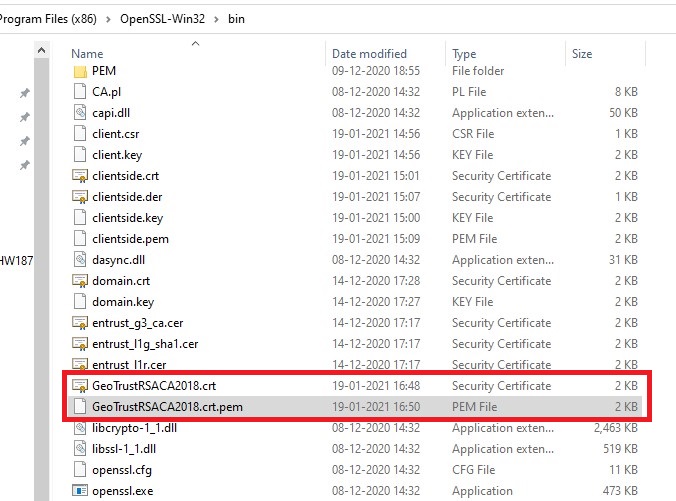 Program Files (x86) > OpenSSL-Win32 > bin
Name Date modified Type Size
PEM 09-12-2020 18:55 File folder
CA.pl 08-12-2020 14:32 PL File 8 KB
capi.dll 08-12-2020 14:32 Application exten... 50 KB
client.csr 19-01-2021 14:56 CSR File 2 KB
client.key 19-01-2021 14:56 KEY File 2 KB
clientside.crt 19-01-2021 15:01 Security Certificate 2 KB
clientside.der 19-01-2021 15:07 Security Certificate 1 KB
clientside.key 19-01-2021 15:00 KEY File 2 KB
clientside.pem 19-01-2021 15:09 PEM File 2 KB
dasync.dll 08-12-2020 14:32 Application exten... 31 KB
HW187
domain.crt 14-12-2020 17:28 Security Certificate 2 KB
domain.key 14-12-2020 17:27 KEY File 2 KB
entrust_g3_ca.cer 14-12-2020 17:17 Security Certificate 2 KB
entrust_l1g_sha1.cer 14-12-2020 17:17 Security Certificate 2 KB
entrust_l1r.cer 14-12-2020 17:17 Security Certificate 2 KB
GeoTrustRSACA2018.crt 19-01-2021 16:48 Security Certificate 2 KB
GeoTrustRSACA2018.crt.pem 19-01-2021 16:50 PEM File 2 KB
libcrypto-1_1.dll 08-12-2020 14:32 Application exten... 2,463 KB
libssl-1_1.dll 08-12-2020 14:32 Application exten... 519 KB
openssl.cfg 08-12-2020 14:32 CFG File 11 KB
openssl.exe 08-12-2020 14:32 Application 473 KB